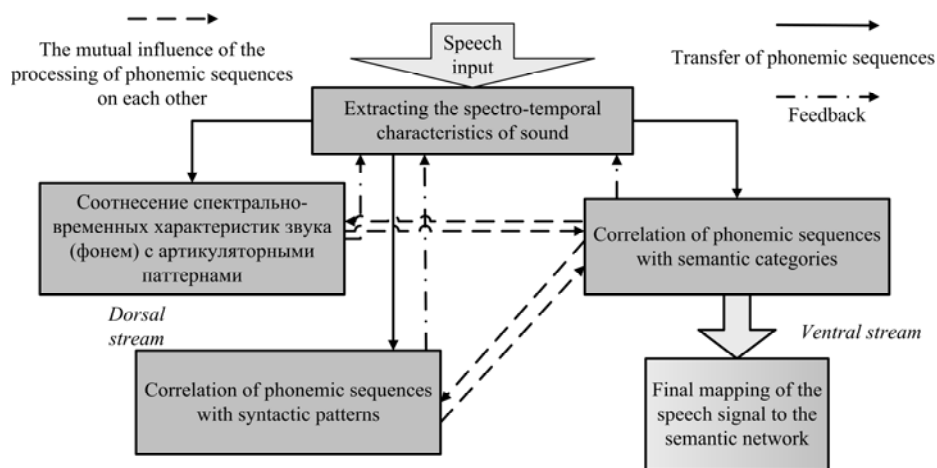 The mutual influence of the
processing of phonemic sequences
on each other
Speech
input
Transfer of phonemic sequences
Feedback
Extracting the spectro-temporal
characteristics of sound
Соотнесение спектрально-
временных характеристик звука
(фонем) с артикуляторными
паттернами
Correlation of phonemic sequences
with semantic categories
Dorsal
stream
Ventral stream
Correlation of phonemic sequences
with syntactic patterns
Final mapping of the
speech signal to the
semantic network